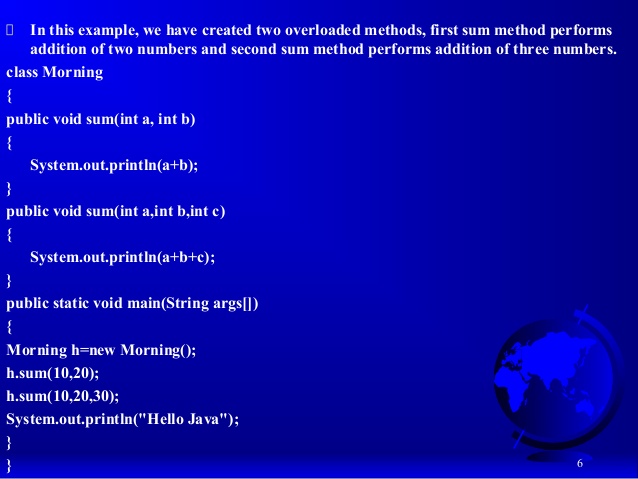 In this example, we have created two overloaded methods, first sum method performs
addition of two numbers and second sum method performs addition of three numbers.
class Morning
{
public void sum(int a, int b)
{
System.out.println(a+b);
}
public void sum(int a,int b,int c)
{
System.out.println(a+b+c);
}
public static void main(String args[])
{
Morning h=new Morning();
h.sum(10,20);
h.sum(10,20,30);
System.out.println("Hello Java");
}
}
6